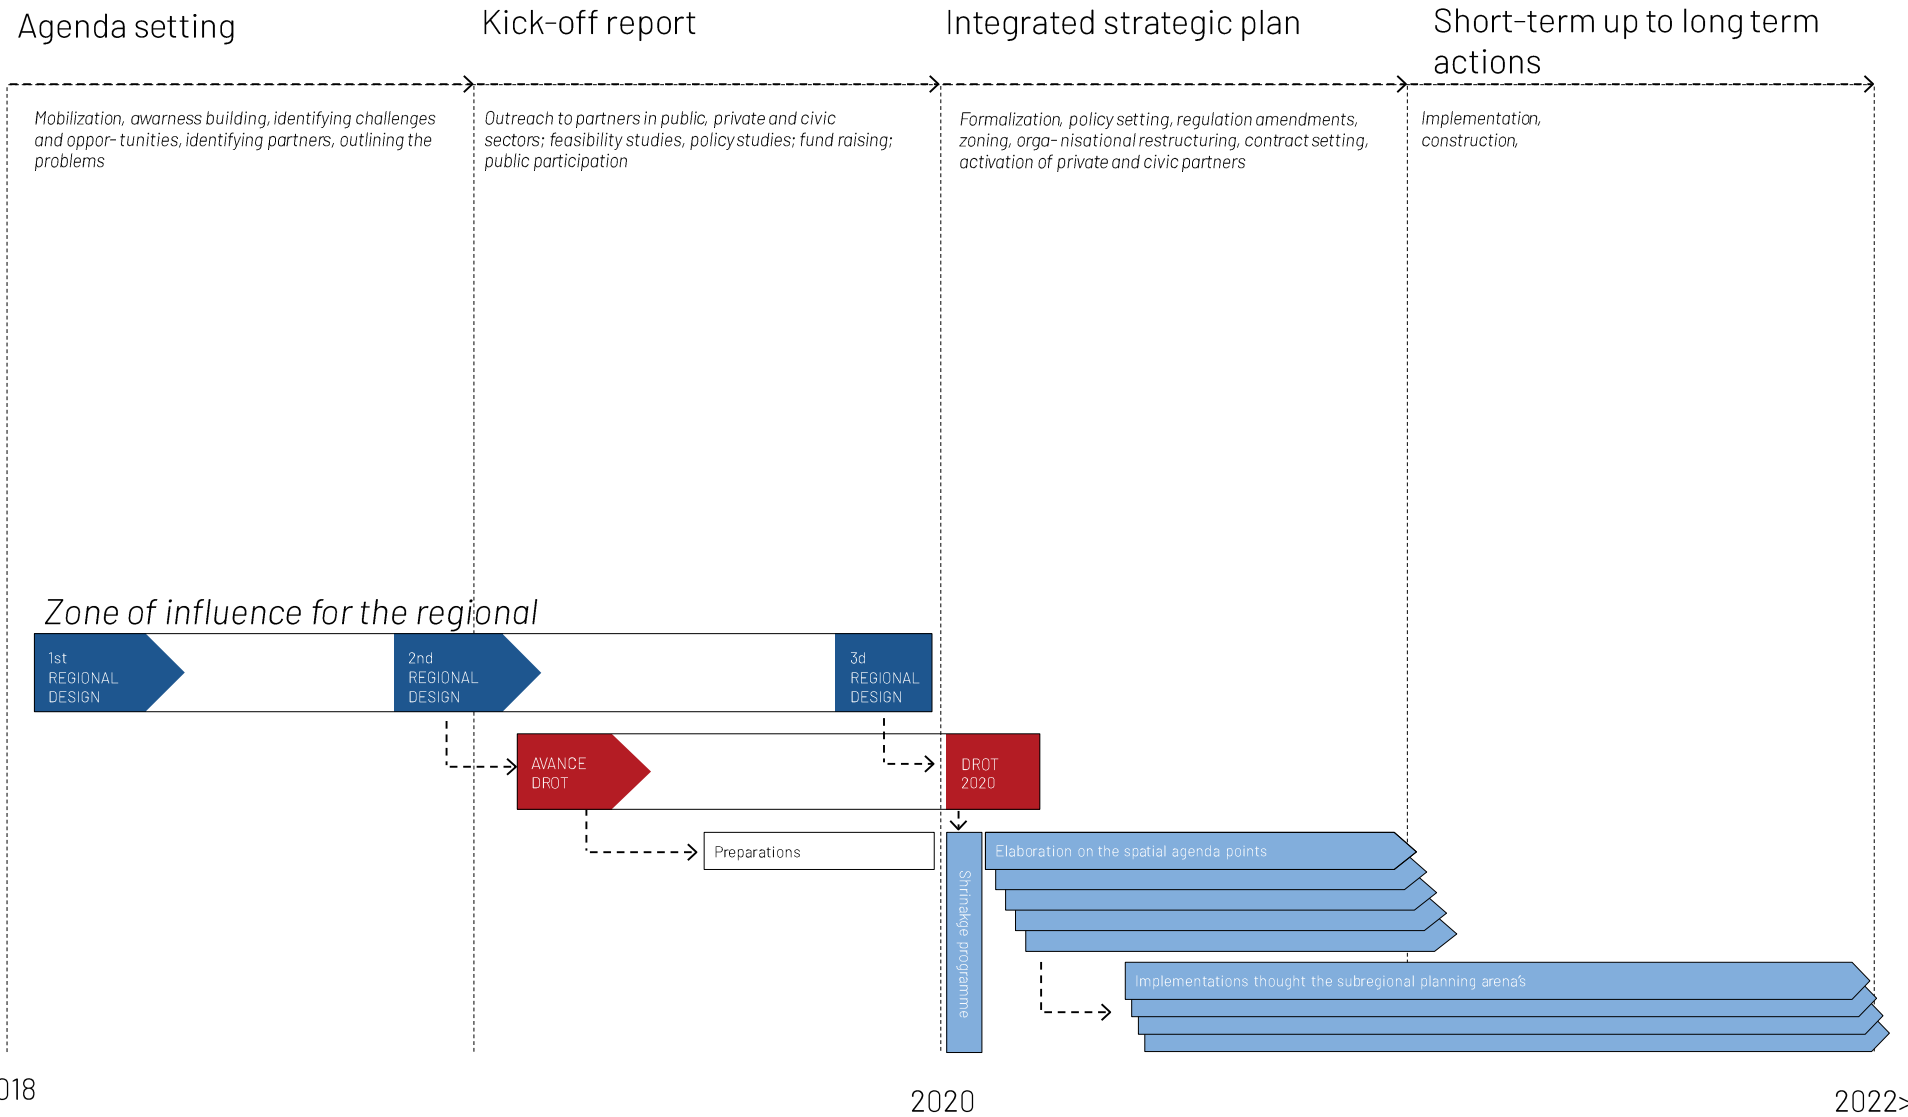 Agenda setting
Kick-off report
Integrated strategic plan
Short-term up to long term
actions
Mobilization, awarness building, identifying challenges
and oppor- tunities, identifying partners, outlining the
problems
Outreach to partners in public, private and civic
sectors; feasibility studies, policy studies; fund raising;
public participation
Formalization, policy setting, regulation amendments,
zoning, orga- nisational restructuring, contract setting,
activation of private and civic partners
Implementation,
construction,
Zone of influence for the regional
1st
REGIONAL
DESIGN
2nd
REGIONAL
DESIGN
3d
REGIONAL
DESIGN
AVANCE
DROT
DROT
2020
Preparations
Shrinakge programme
Elaboration on the spatial agenda points
Implementations thought the subregional planning arena's
018
2020
2022>